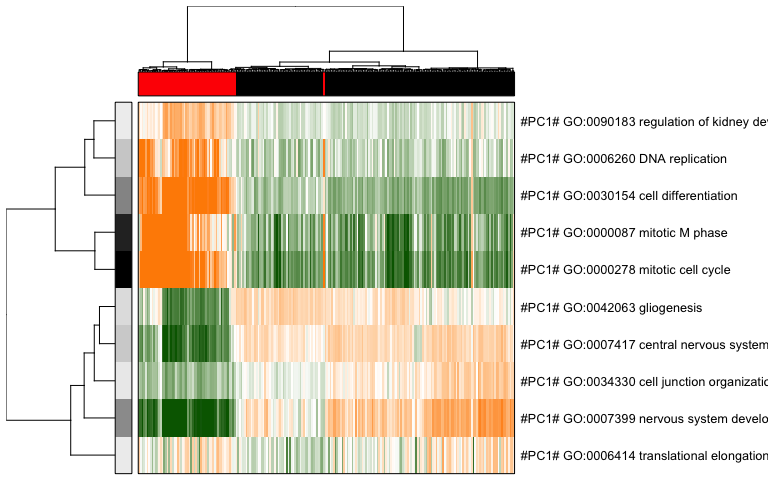 #PC1# GO:0090183 regulation of kidney dev
#PC1# GO:0006260 DNA replication
#PC1# GO:0030154 cell differentiation
#PC1# GO:0000087 mitotic M phase
#PC1# GO:0000278 mitotic cell cycle
#PC1# GO:0042063 gliogenesis
#PC1# GO:0007417 central nervous system
#PC1# GO:0034330 cell junction organizatio
#PC1# GO:0007399 nervous system develo
#PC1# GO:0006414 translational elongation